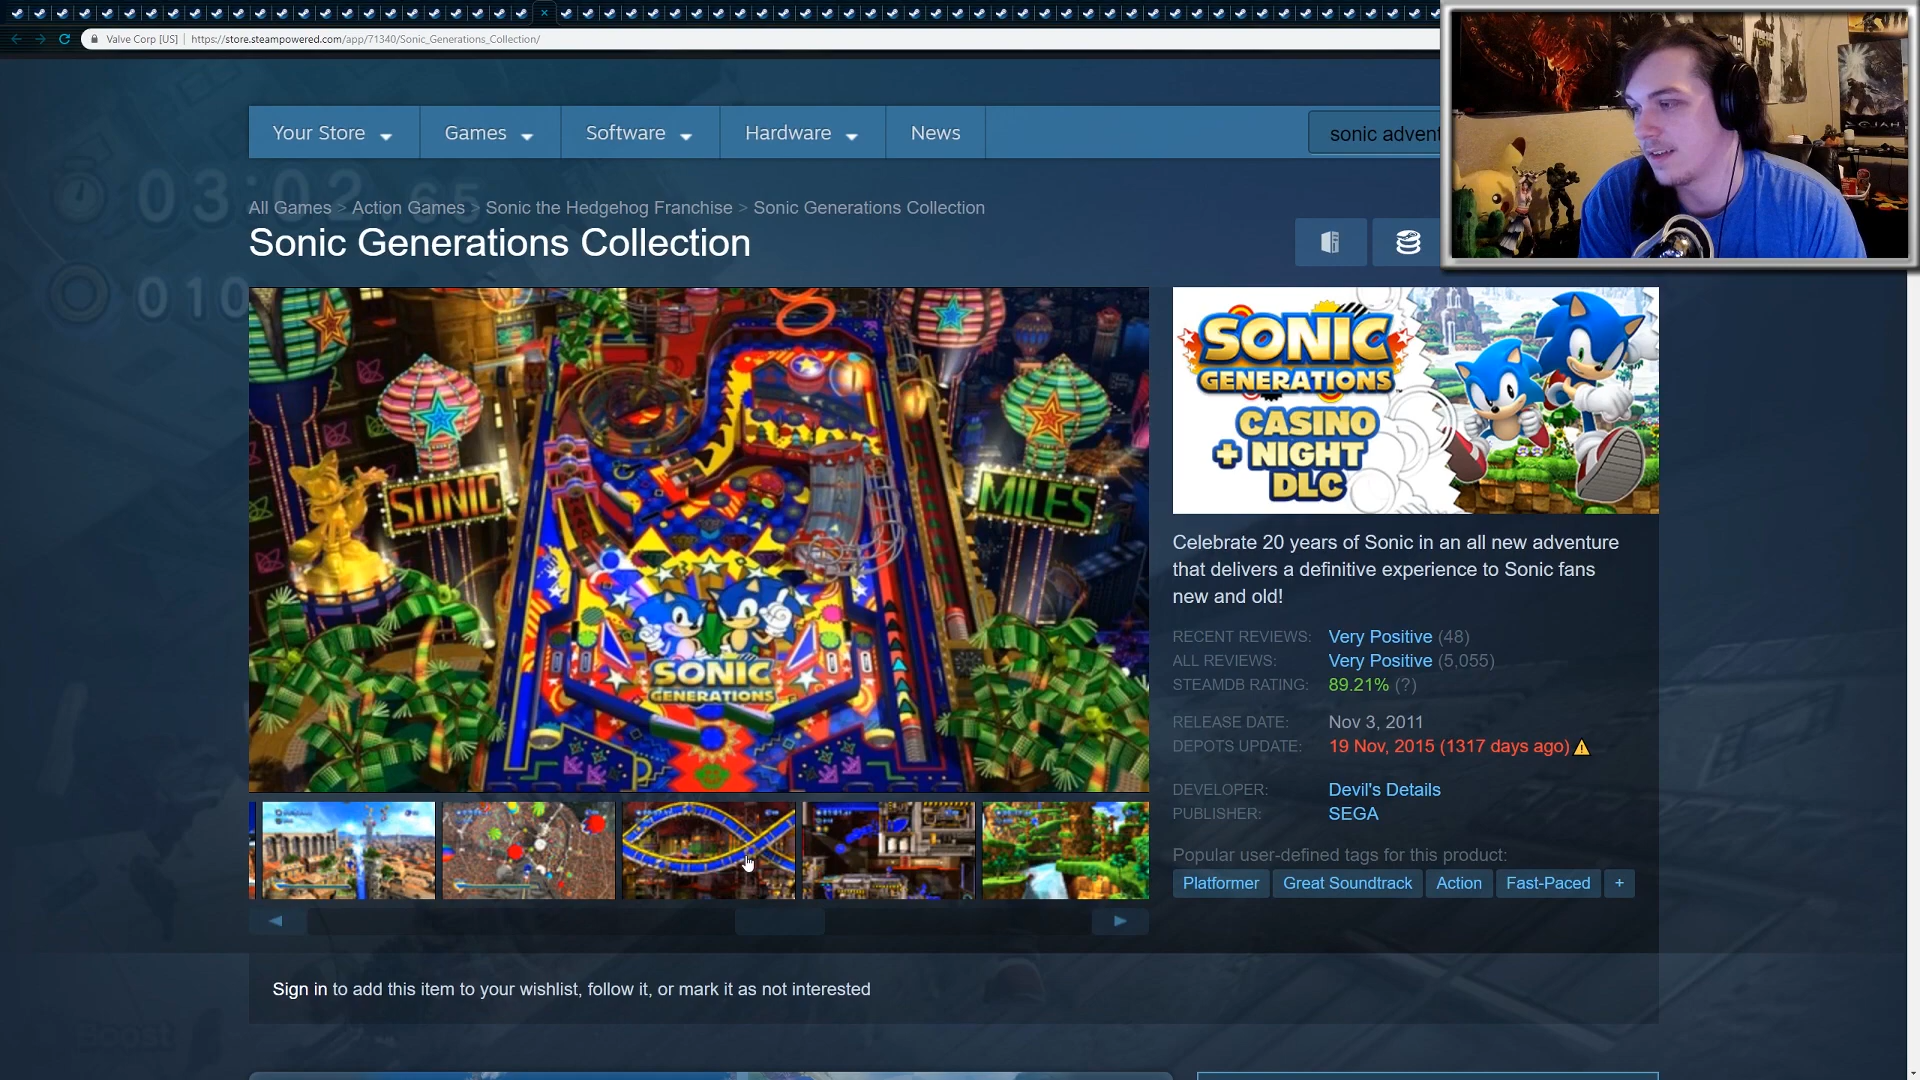 Valve Corp [US] | https://store.steampowered.com/app/71340/Sonic_Generations_Collection/
Your Store
Games
Software
Hardware
News
sonic advent
03:02.65
010
All Games > Action Games > Sonic the Hedgehog Franchise > Sonic Generations Collection
Sonic Generations Collection
SONIC
MILES
SONIC
GENERATIONS
SONIC
GENERATIONS
CASINO
+ NIGHT
DLC
Celebrate 20 years of Sonic in an all new adventure
that delivers a definitive experience to Sonic fans
new and old!
RECENT REVIEWS: Very Positive (48)
ALL REVIEWS: Very Positive (5,055)
STEAMDB RATING: 89.21% (?)
RELEASE DATE: Nov 3, 2011
DEPOTS UPDATE: 19 Nov, 2015 (1317 days ago)
DEVELOPER: Devil's Details
PUBLISHER: SEGA
Popular user-defined tags for this product:
Platformer Great Soundtrack Action Fast-Paced +
Sign in to add this item to your wishlist, follow it, or mark it as not interested
Boost